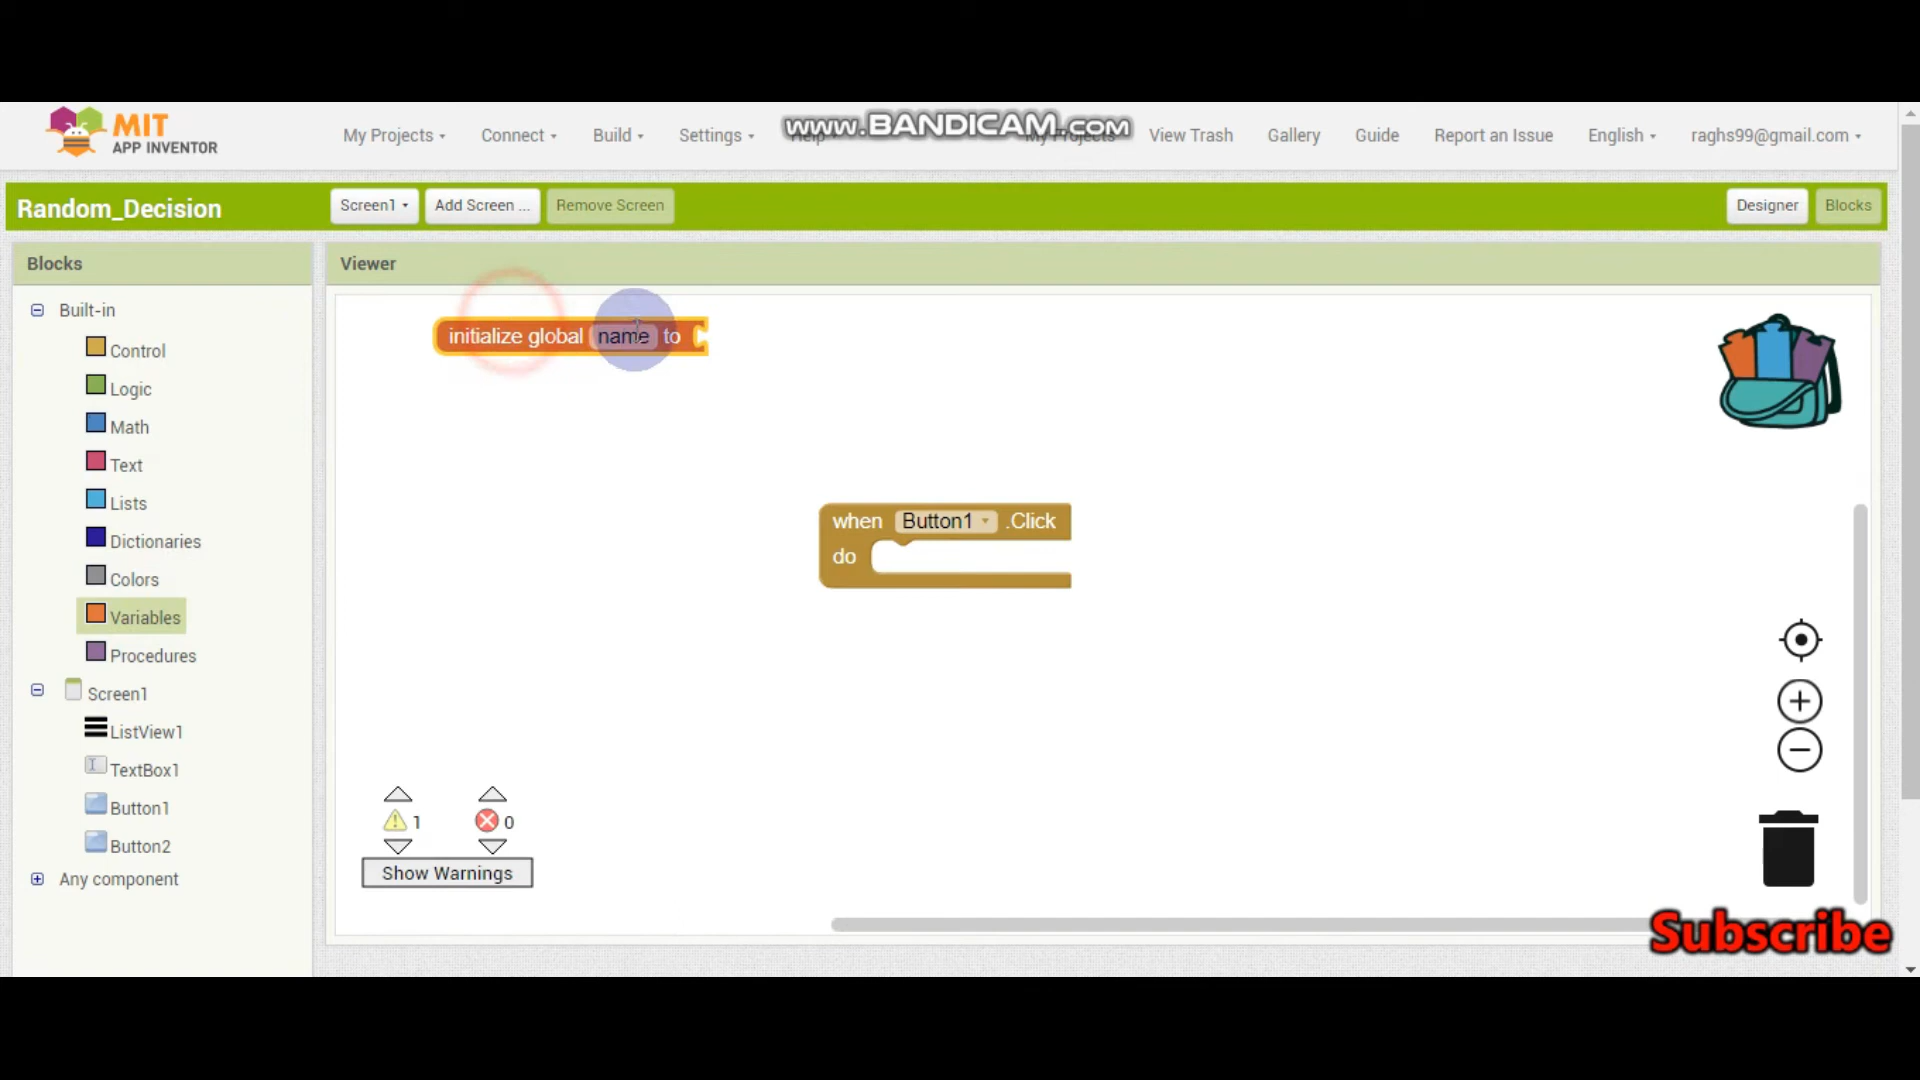 www.BANDICAM.com
MIT
APP INVENTOR
My Projects
Connect
Build
Settings
Help
My Projects
View Trash
Gallery
Guide
Report an Issue
English
raghs99@gmail.com
Random_Decision
Screen1
Add Screen ...
Remove Screen
Designer
Blocks
Blocks
Viewer
Built-in
Control
Logic
Math
Text
Lists
Dictionaries
Colors
Variables
Procedures
Screen1
ListView1
TextBox1
Button1
Button2
Any component
initialize global name to
when Button1 .Click
do
1
0
Show Warnings
Subscribe